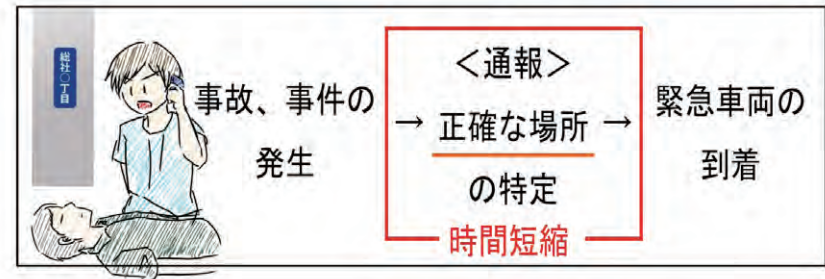 総社○丁目
事故、事件の
発生
→
＜通報＞
正確な場所
の特定
時間短縮
→
緊急車両の
到着